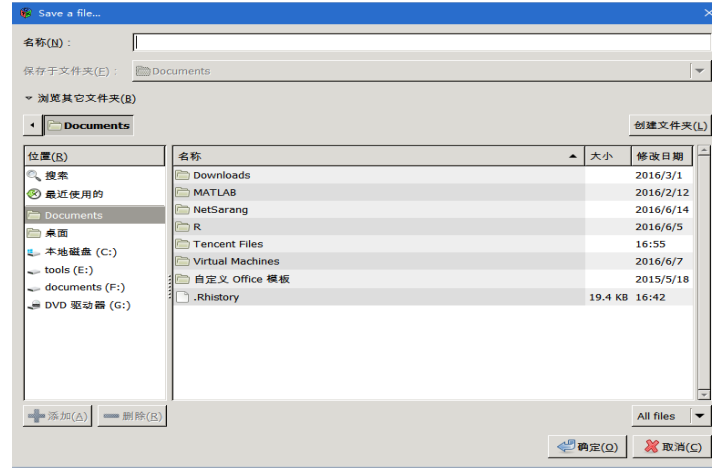 Save a file...
名称(N) :
保存于文件夹(F) : Documents
浏览其它文件夹(B)
Documents 创建文件夹(L)
位置(R) 名称 大小 修改日期
搜索 Downloads 2016/3/1
最近使用的 MATLAB 2016/2/12
Documents NetSarang 2016/6/14
桌面 R 2016/6/5
本地磁盘 (C:) Tencent Files 16:55
tools (E:) Virtual Machines 2016/6/7
documents (F:) 自定义 Office 模板 2015/5/18
DVD 驱动器 (G:) .Rhistory 19.4 KB 16:42
添加(A) 删除(R) All files
确定(O) 取消(C)